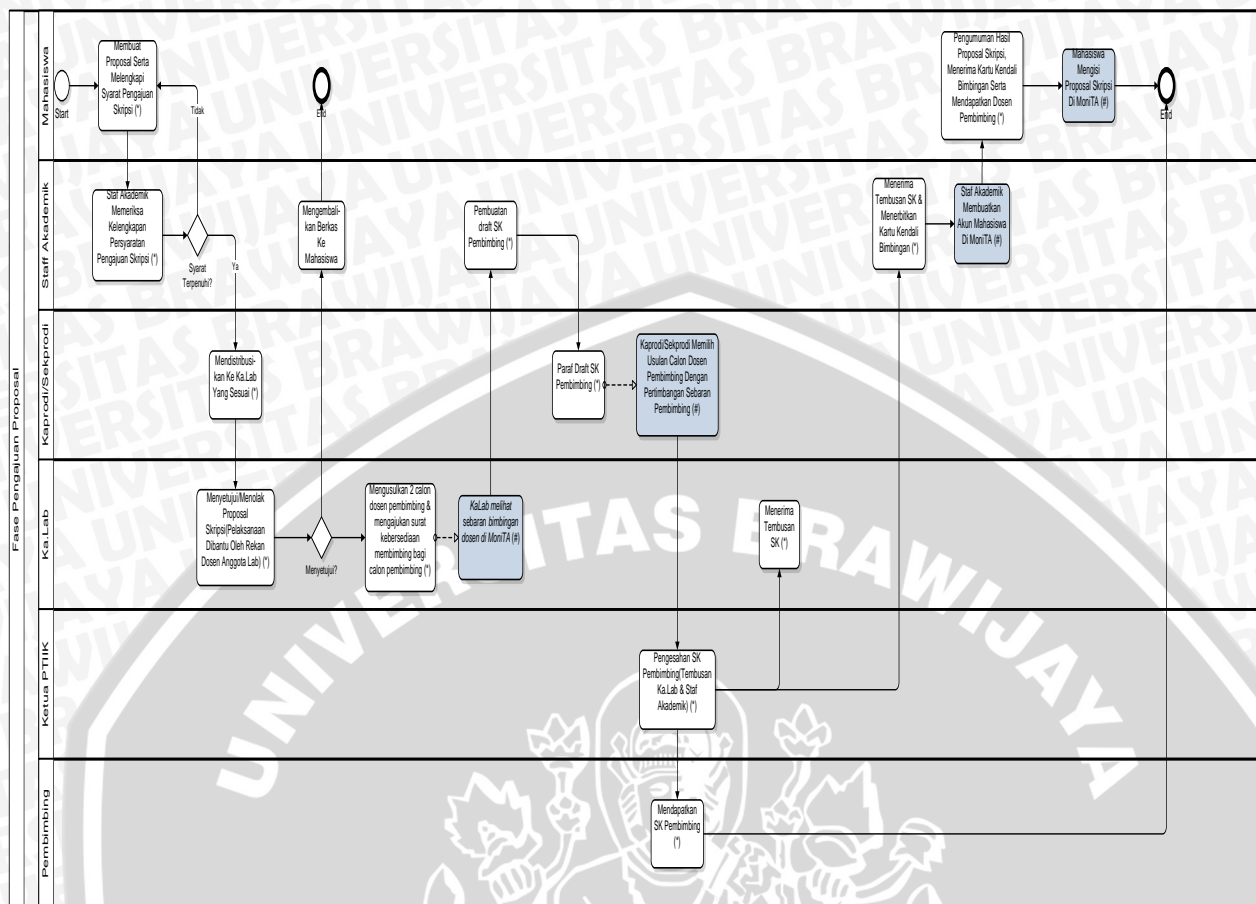 Fase Pengajuan Proposal
Mahasiswa
Start
Membuat
Proposal Serta
Melengkapi
Syarat Pengajuan
Skripsi (*)
Tidak
End
Pengumuman Hasil
Proposal Skripsi,
Menerima Kartu Kendali
Bimbingan Serta
Mendapatkan Dosen
Pembimbing (*)
Mahasiswa
Mengisi
Proposal Skripsi
Di MoniTA (#)
End
Staff Akademik
Staf Akademik
Memeriksa
Kelengkapan
Persyaratan
Pengajuan Skripsi (*)
Syarat
Terpenuhi?
Ya
Mengembali-
kan Berkas
Ke
Mahasiswa
Pembuatan
draft SK
Pembimbing (*)
Menerima
Tembusan SK &
Menerbitkan
Kartu Kendali
Bimbingan (*)
Staf Akademik
Membuatkan
Akun Mahasiswa
Di MoniTA (#)
Kaprodi/Sekprodi
Mendistribusi-
kan Ke Ka.Lab
Yang Sesuai (*)
Paraf Draft SK
Pembimbing (*)
Kaprodi/Sekprodi Memilih
Usulan Calon Dosen
Pembimbing Dengan
Pertimbangan Sebaran
Pembimbing (#)
Ka.Lab
Menyetujui/Menolak
Proposal
Skripsi(Pelaksanaan
Dibantu Oleh Rekan
Dosen Anggota Lab) (*)
Menyetujui?
Mengusulkan 2 calon
dosen pembimbing &
mengajukan surat
kebersediaan
membimbing bagi
calon pembimbing (*)
KaLab melihat
sebaran bimbingan
dosen di MoniTA (#)
Menerima
Tembusan
SK (*)
Ketua PTIIK
Pengesahan SK
Pembimbing(Tembusan
Ka.Lab & Staf
Akademik) (*)
Pembimbing
Mendapatkan
SK Pembimbing
(*)
UNIVERSITAS BRAWIJAYA